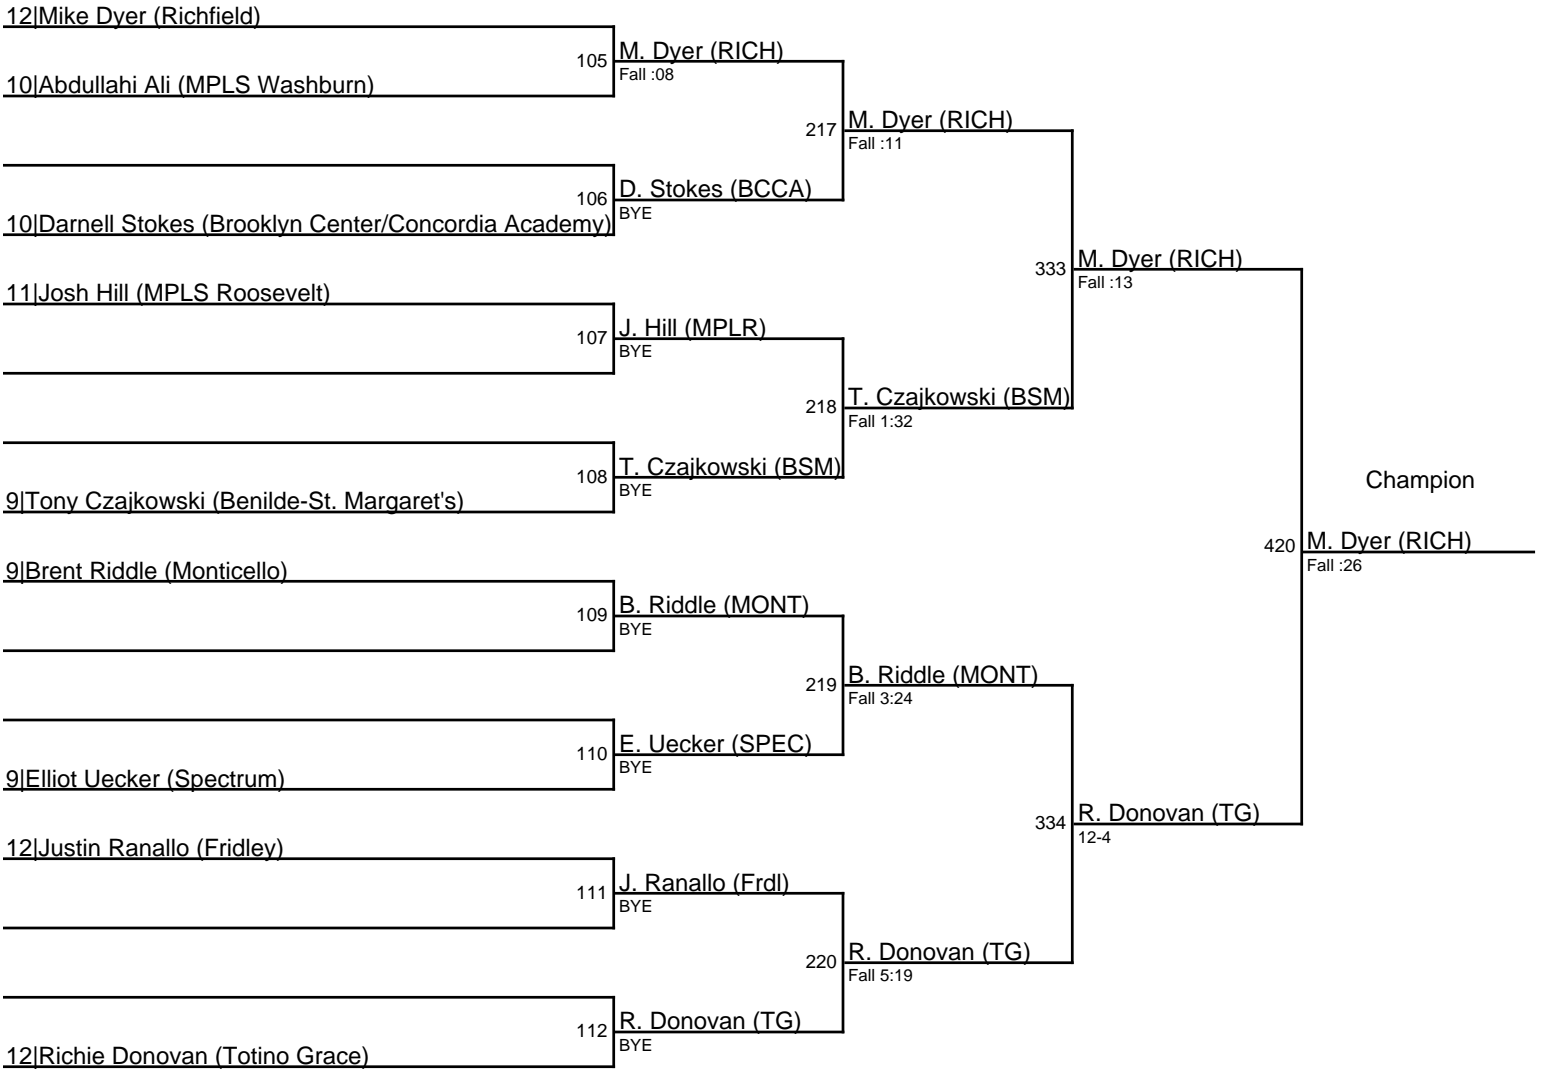 12|Mike Dyer (Richfield)
105
M. Dyer (RICH)
Fall :08
10|Abdullahi Ali (MPLS Washburn)
217
M. Dyer (RICH)
Fall :11
106
D. Stokes (BCCA)
BYE
10|Darnell Stokes (Brooklyn Center/Concordia Academy)
333
M. Dyer (RICH)
Fall :13
11|Josh Hill (MPLS Roosevelt)
107
J. Hill (MPLR)
BYE
218
T. Czajkowski (BSM)
Fall 1:32
108
T. Czajkowski (BSM)
BYE
9|Tony Czajkowski (Benilde-St. Margaret's)
Champion
420
M. Dyer (RICH)
Fall :26
9|Brent Riddle (Monticello)
109
B. Riddle (MONT)
BYE
219
B. Riddle (MONT)
Fall 3:24
110
E. Uecker (SPEC)
BYE
9|Elliot Uecker (Spectrum)
334
R. Donovan (TG)
12-4
12|Justin Ranallo (Fridley)
111
J. Ranallo (Frdl)
BYE
220
R. Donovan (TG)
Fall 5:19
112
R. Donovan (TG)
BYE
12|Richie Donovan (Totino Grace)